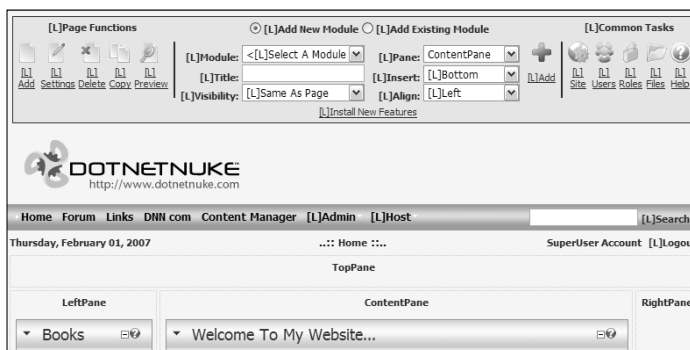 [L]Page Functions
[L]Add New Module [L]Add Existing Module
[L]Common Tasks
[L]Add [L]Settings [L]Delete [L]Copy [L]Preview
[L]Module: <[L]Select A Module [L]Pane: ContentPane
[L]Title: [L]Insert: [L]Bottom [L]Add
[L]Visibility: [L]Same As Page [L]Align: [L]Left
[L]Site [L]Users [L]Roles [L]Files [L]Help
[L]Install New Features
DOTNETNUKE
http://www.dotnetnuke.com
Home Forum Links DNN com Content Manager [L]Admin [L]Host [L]Search
Thursday, February 01, 2007 ..:: Home ::.. SuperUser Account [L]Logou
TopPane
LeftPane ContentPane RightPane
Books Welcome To My Website...